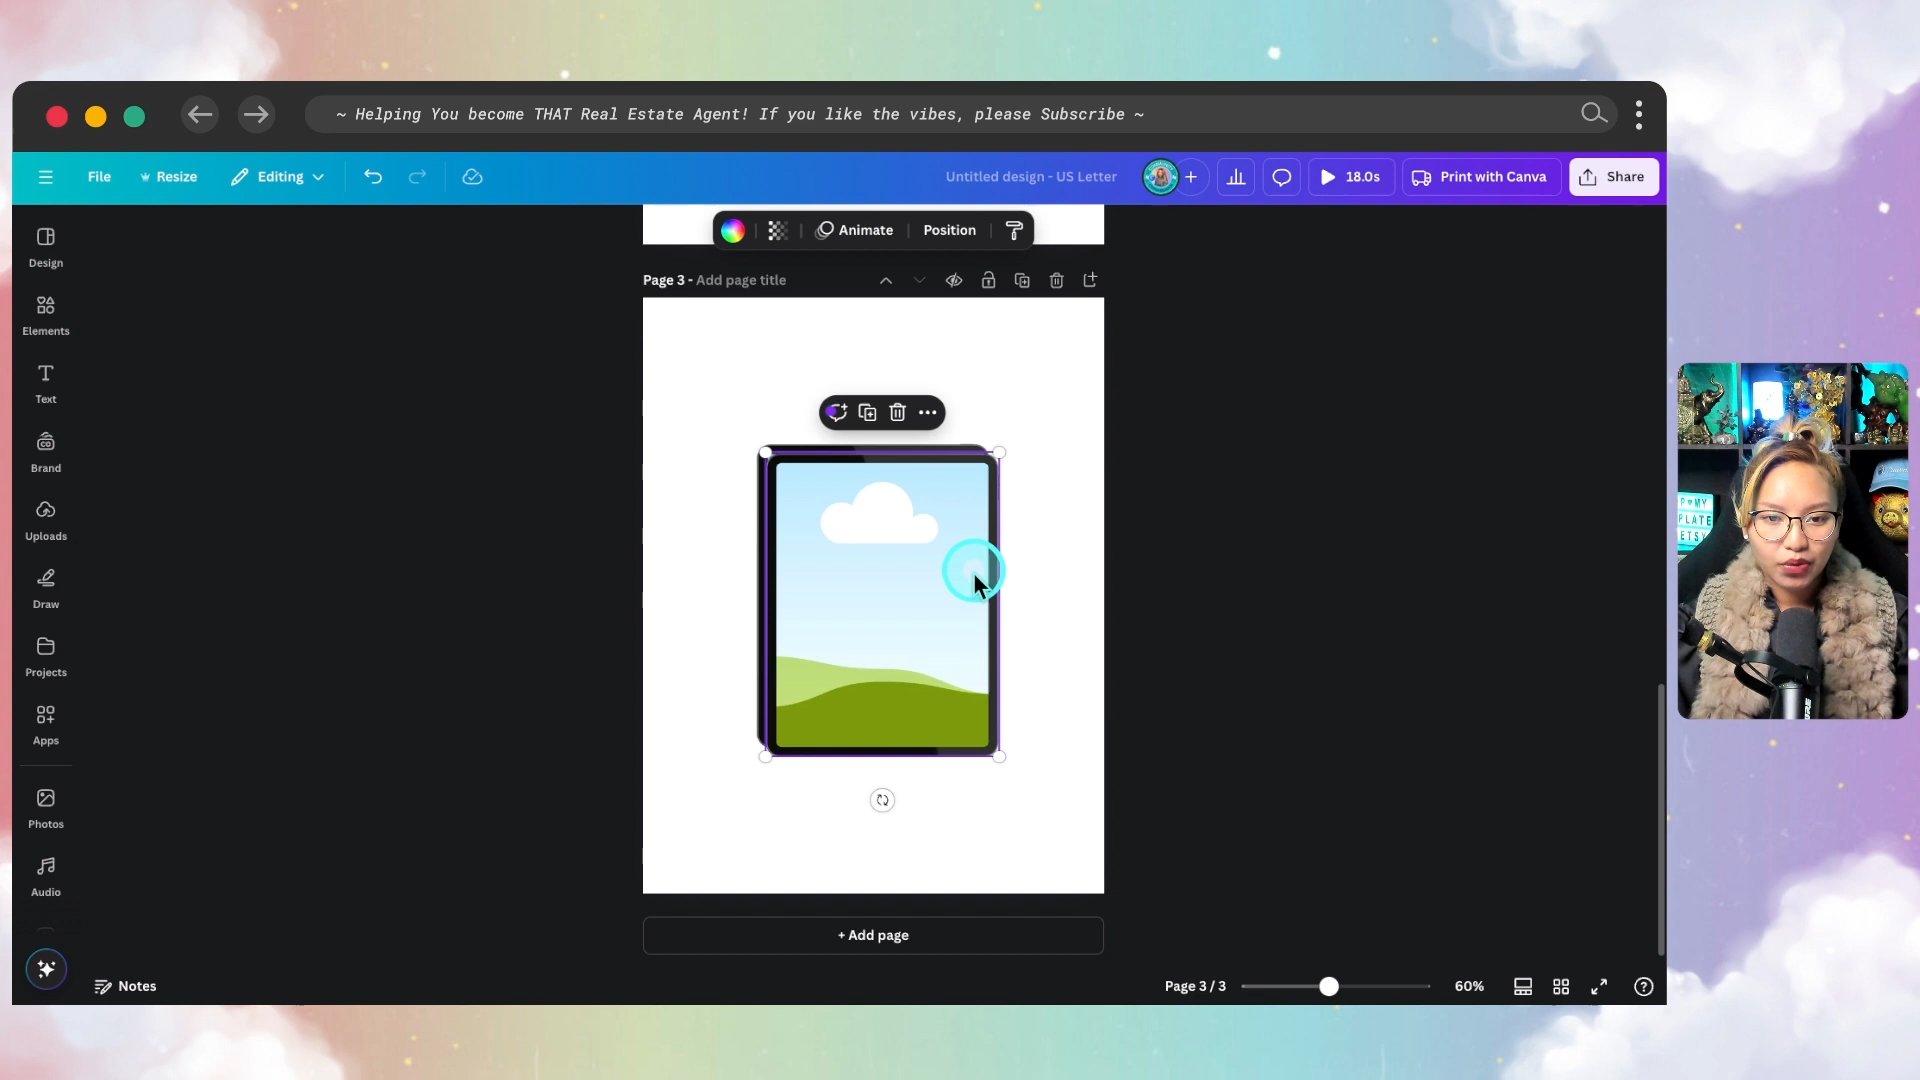 ~ Helping You become THAT Real Estate Agent! If you like the vibes, please Subscribe ~
File
Resize
Editing
Untitled design - US Letter
18.0s
Print with Canva
Share
Animate
Position
Page 3 - Add page title
Design
Elements
Text
Brand
Uploads
Draw
Projects
Apps
Photos
Audio
+ Add page
Notes
Page 3 / 3
60%